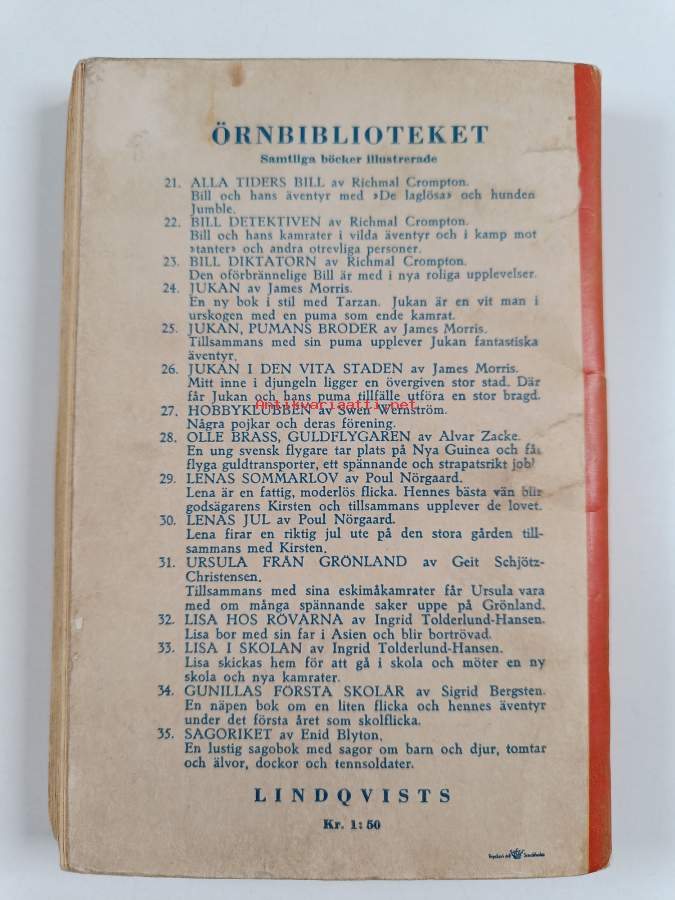 ÖRNBIBLIOTEKET
Samtliga böcker illustrerade
21. ALLA TIDERS BILL av Richmal Crompton.
Bill och hans äventyr med »De laglösa» och hunden
Jumble.
22. BILL DETEKTIVEN av Richmal Crompton.
Bill och hans kamrater i vilda äventyr och i kamp mot
»tanter» och andra otrevliga personer.
23. BILL DIKTATORN av Richmal Crompton.
Den oförbrännelige Bill är med i nya roliga upplevelser.
24. JUKAN av James Morris.
En ny bok i stil med Tarzan. Jukan är en vit man i
urskogen med en puma som ende kamrat.
25. JUKAN, PUMANS BRODER av James Morris.
Tillsammans med sin puma upplever Jukan fantastiska
äventyr.
26. JUKAN I DEN VITA STADEN av James Morris.
Mitt inne i djungeln ligger en övergiven stor stad. Där
får Jukan och hans puma tillfälle utföra en stor bragd.
Antikvariaatti.net
27. HOBBYKLUBBEN av Swen Wernström.
Några pojkar och deras förening.
28. OLLE BRASS, GULDFLYGAREN av Alvar Zacke.
En ung svensk flygare tar plats på Nya Guinea och får
flyga guldtransporter, ett spännande och strapatsrikt job
29. LENAS SOMMARLOV av Poul Nörgaard.
Lena är en fattig, moderlös flicka. Hennes bästa vän blir
godsägarens Kirsten och tillsammans upplever de lovet.
30. LENAS JUL av Poul Nörgaard.
Lena firar en riktig jul ute på den stora gården till-
sammans med Kirsten.
31. URSULA FRÅN GRÖNLAND av Geit Schjötz-
Christensen.
Tillsammans med sina eskimåkamrater får Ursula vara
med om många spännande saker uppe på Grönland.
32. LISA HOS RÖVARNA av Ingrid Tolderlund-Hansen.
Lisa bor med sin far i Asien och blir bortrövad.
33. LISA I SKOLAN av Ingrid Tolderlund-Hansen.
Lisa skickas hem för att gå i skola och möter en ny
skola och nya kamrater.
34. GUNILLAS FÖRSTA SKOLÅR av Sigrid Bergsten.
En näpen bok om en liten flicka och hennes äventyr
under det första året som skolflicka.
35. SAGORIKET av Enid Blyton.
En lustig sagobok med sagor om barn och djur, tomtar
och älvor, dockor och tennsoldater.
LINDQVISTS
Kr. 1:50
Stockholm